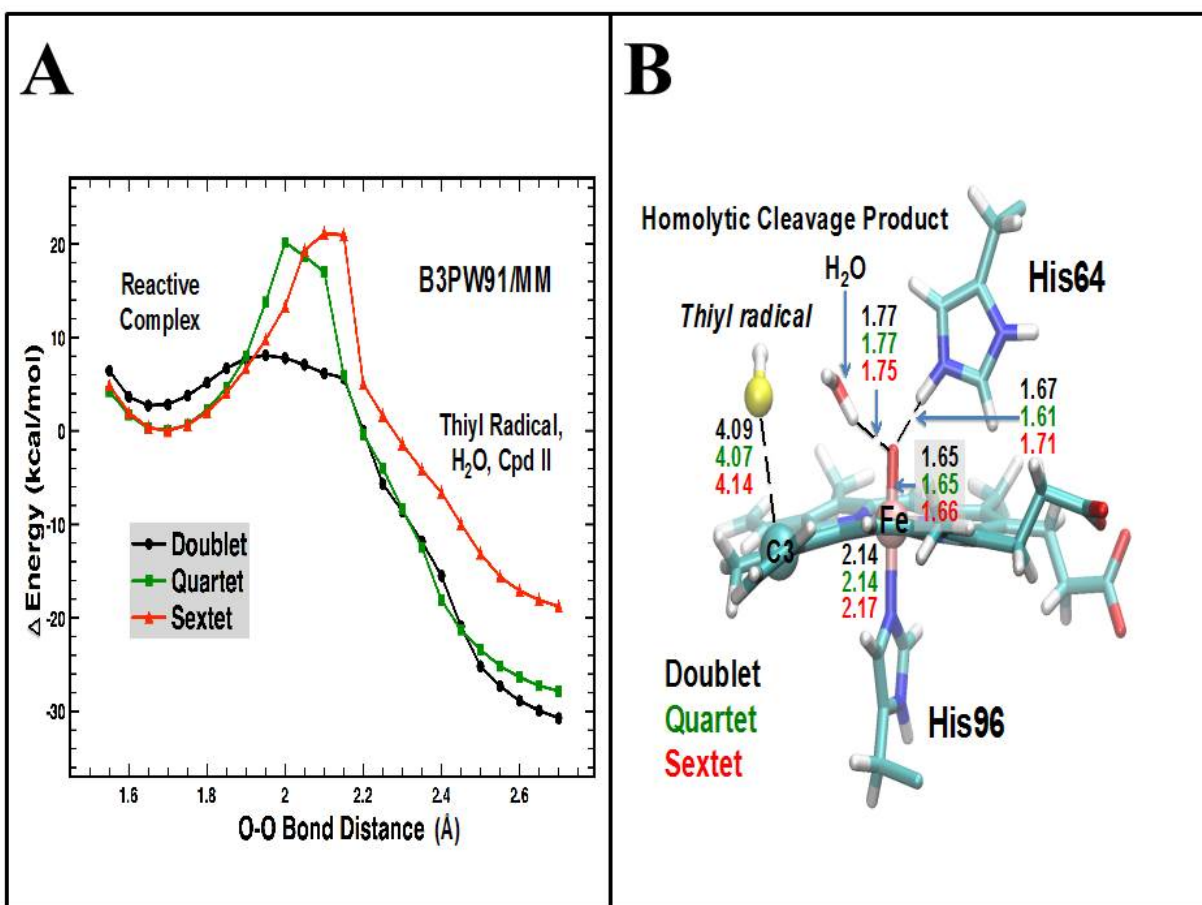 A
Reactive
Complex
B3PW91/MM
Thiyl Radical,
H₂O, Cpd II
Doublet
Quartet
Sextet
20
10
0
-10
-20
-30
Δ Energy (kcal/mol)
1.6
1.8
2
2.2
2.4
2.6
O-O Bond Distance (Å)
B
Homolytic Cleavage Product
H₂O
His64
Thiyl radical
1.77
1.77
1.75
1.67
1.61
1.71
4.09
4.07
4.14
1.65
1.65
1.66
Fe
C3
2.14
2.14
2.17
Doublet
Quartet
Sextet
His96